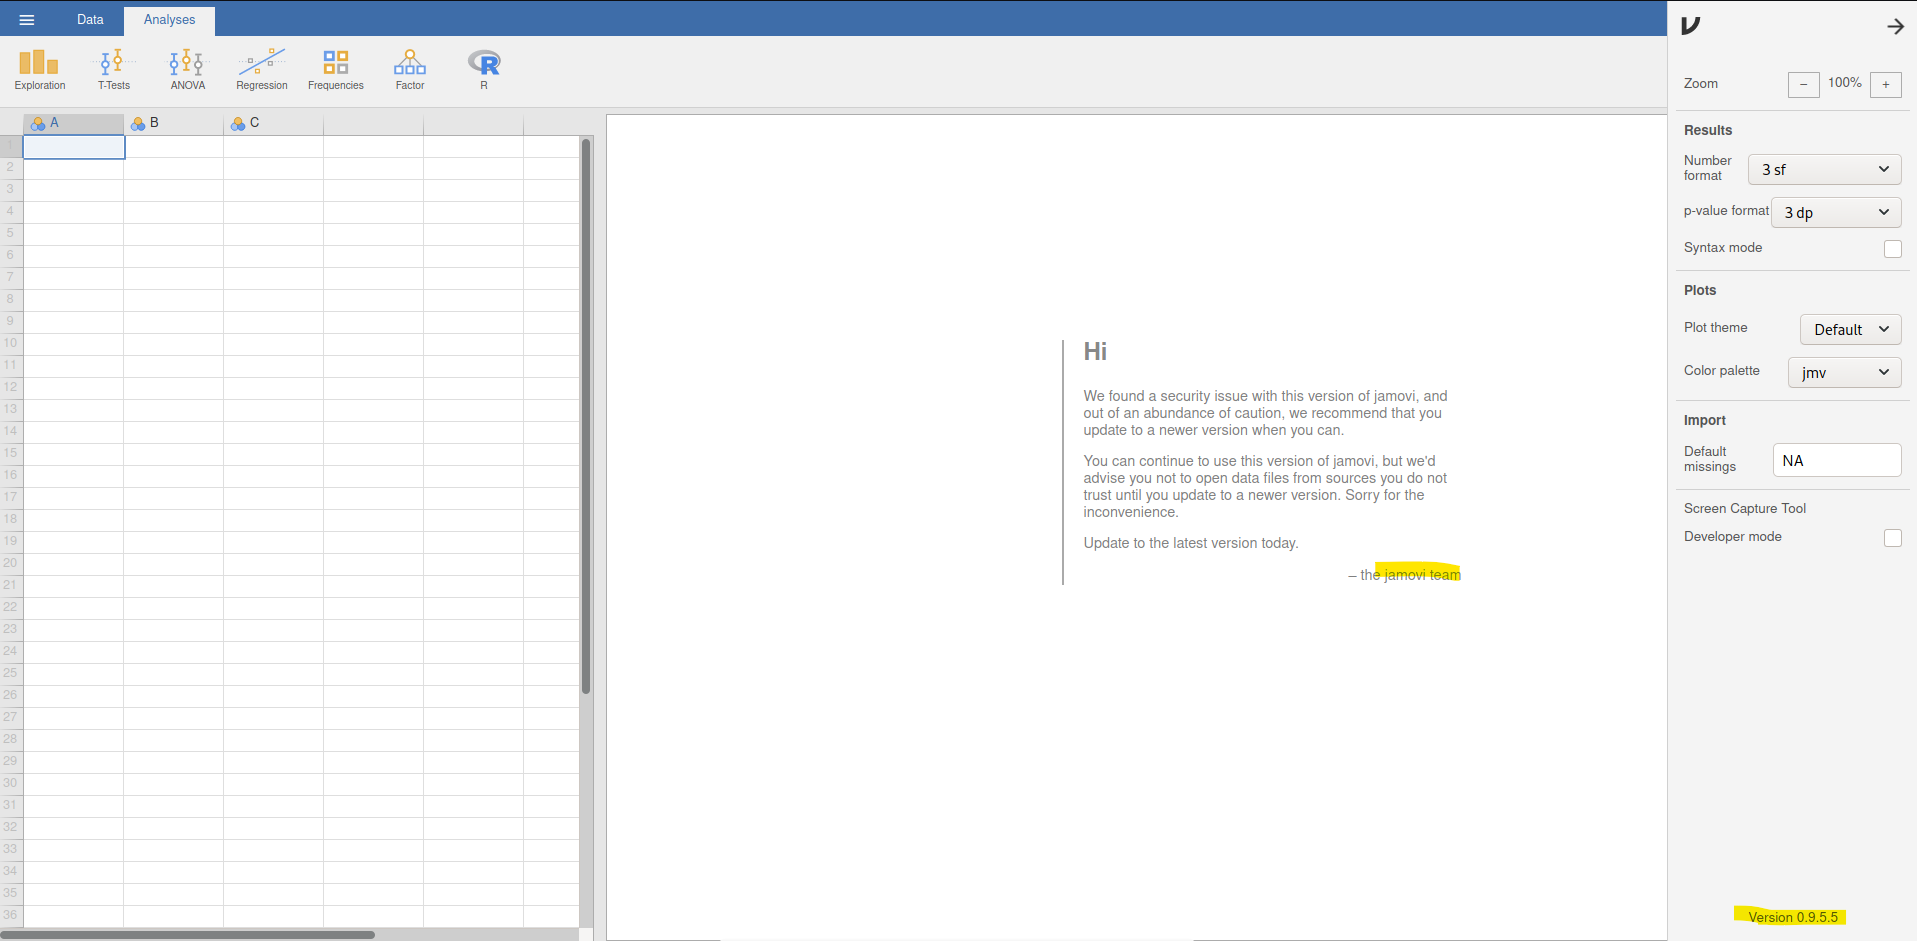 Data
Analyses
Exploration
T-Tests
ANOVA
Regression
Frequencies
Factor
R
A
B
C
1
2
3
4
5
6
7
8
9
10
11
12
13
14
15
16
17
18
19
20
21
22
23
24
25
26
27
28
29
30
31
32
33
34
35
36
Hi
We found a security issue with this version of jamovi, and
out of an abundance of caution, we recommend that you
update to a newer version when you can.
You can continue to use this version of jamovi, but we'd
advise you not to open data files from sources you do not
trust until you update to a newer version. Sorry for the
inconvenience.
Update to the latest version today.
– the jamovi team
Zoom
− 100% +
Results
Number
format
3 sf
p-value format
3 dp
Syntax mode
Plots
Plot theme
Default
Color palette
jmv
Import
Default
missings
NA
Screen Capture Tool
Developer mode
Version 0.9.5.5